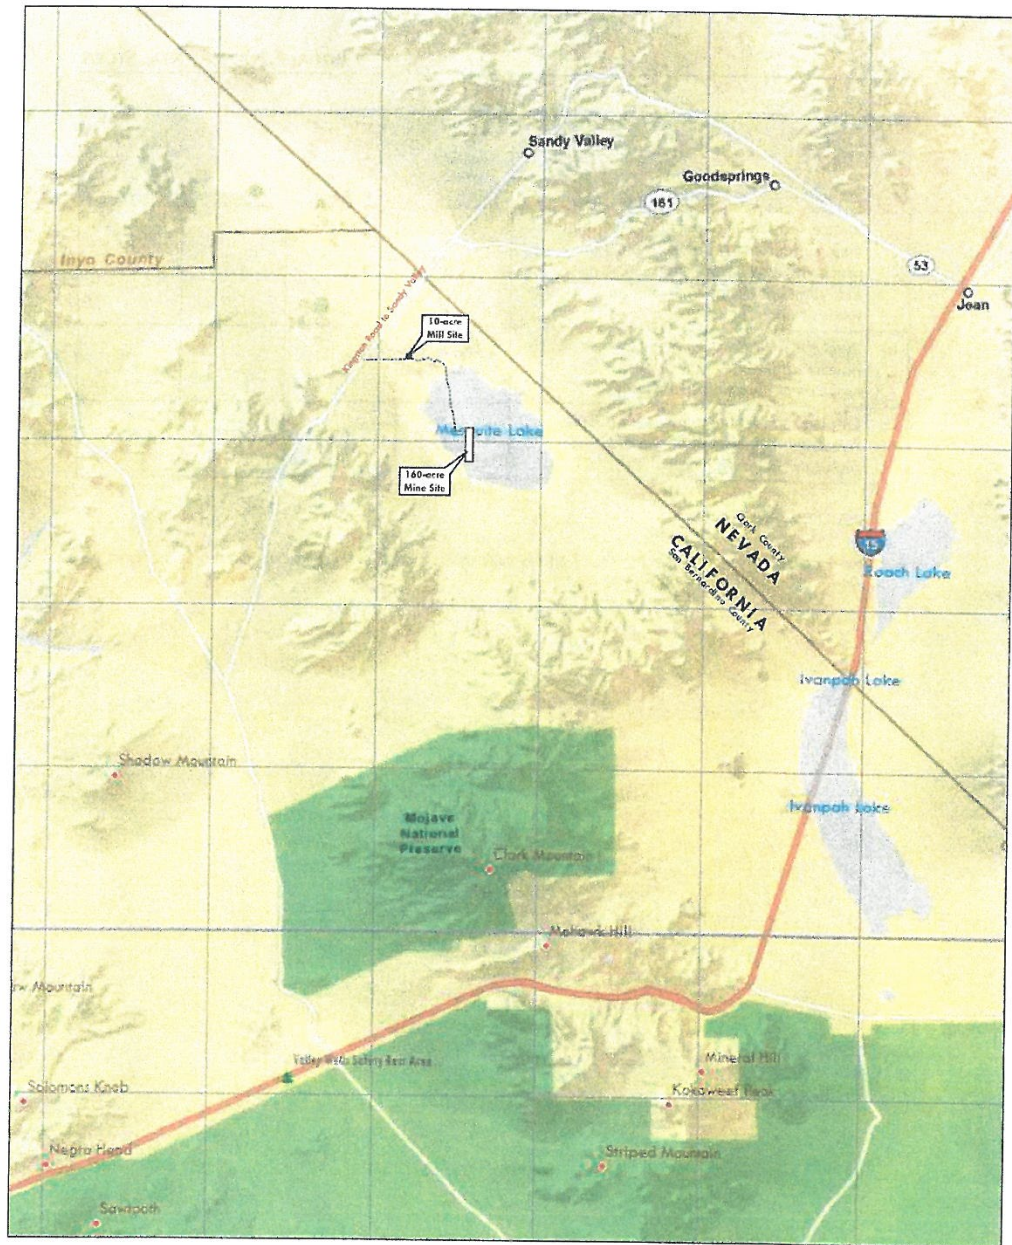 Sandy Valley
Goodsprings
161
Inyo County
53
Jean
Kingston Road to Sandy Valley
10-acre
Mill Site
Mesquite Lake
160-acre
Mine Site
Clark County
NEVADA
CALIFORNIA
San Bernardino County
15
Roach Lake
Ivanpah Lake
Shadow Mountain
Ivanpah Lake
Mojave
National
Preserve
Clark Mountain
Mohawk Hill
Mountain
Valley Wells Safety Rest Area
Mineral Hill
Solomons Knob
Kokoweef Peak
Negro Head
Striped Mountain